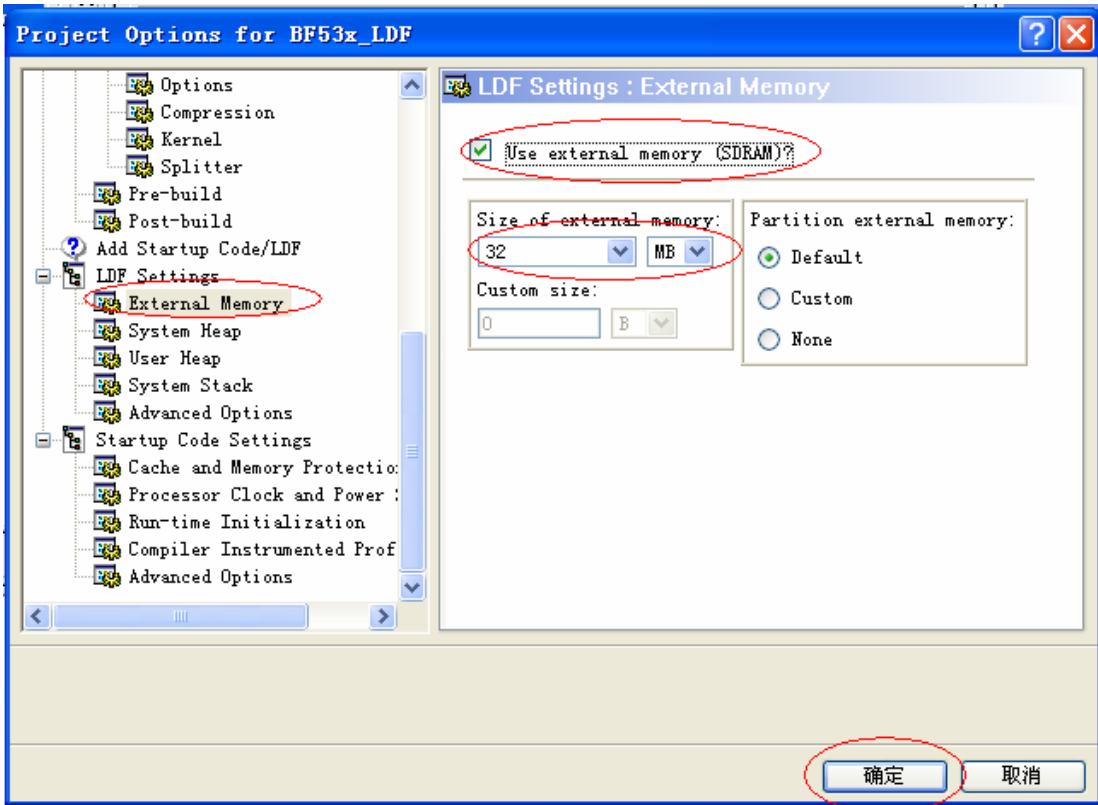 Project Options for BF53x_LDF
Options
Compression
Kernel
Splitter
Pre-build
Post-build
Add Startup Code/LDF
LDF Settings
External Memory
System Heap
User Heap
System Stack
Advanced Options
Startup Code Settings
Cache and Memory Protectio
Processor Clock and Power
Run-time Initialization
Compiler Instrumented Prof
Advanced Options
LDF Settings : External Memory
Use external memory (SDRAM)?
Size of external memory:
32 MB
Custom size:
0 B
Partition external memory:
Default
Custom
None
确定
取消